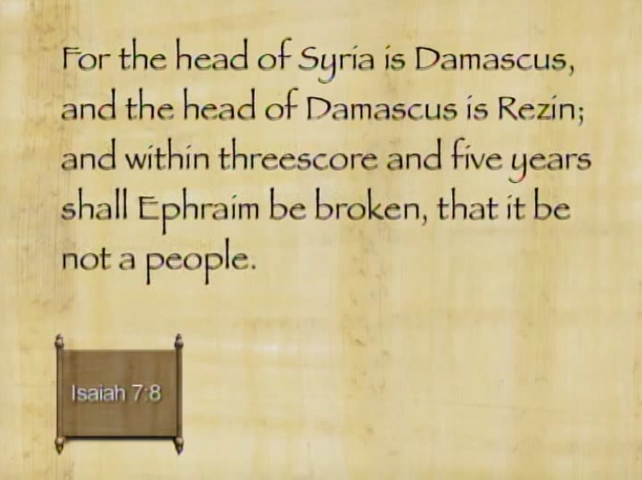 For the head of Syria is Damascus,
and the head of Damascus is Rezin;
and within threescore and five years
shall Ephraim be broken, that it be
not a people.
Isaiah 7:8